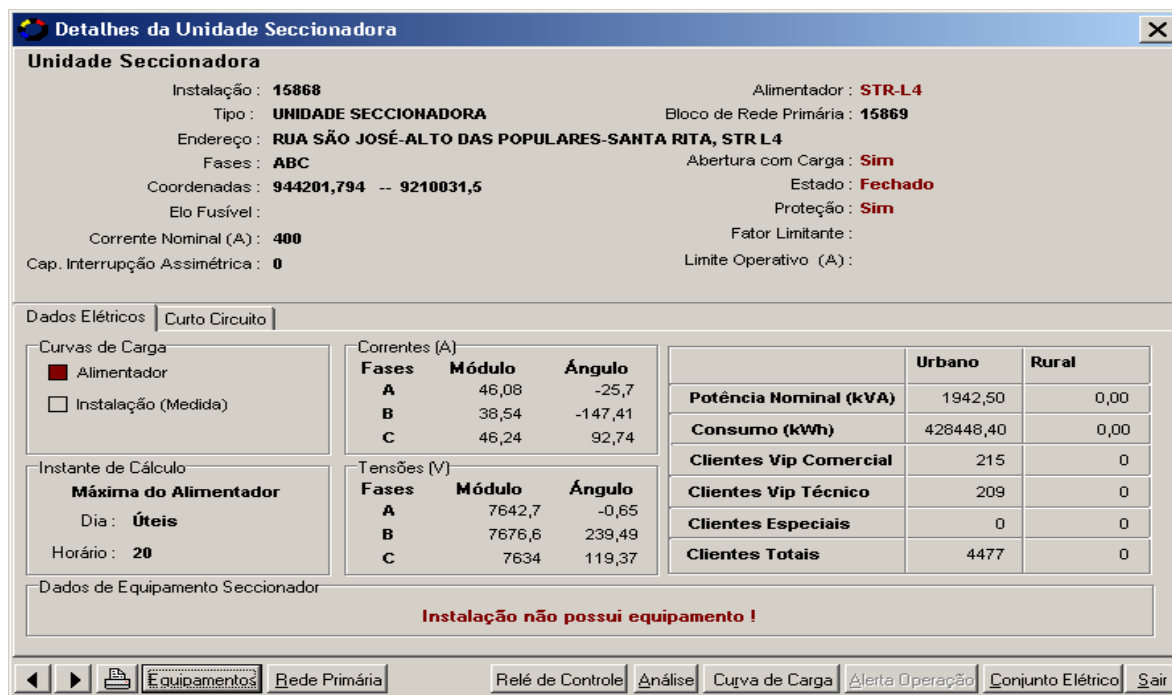 Detalhes da Unidade Seccionadora
Unidade Seccionadora
Instalação : 15868 Alimentador : STR-L4
Tipo : UNIDADE SECCIONADORA Bloco de Rede Primária : 15869
Endereço : RUA SÃO JOSÉ-ALTO DAS POPULARES-SANTA RITA, STR L4
Fases : ABC Abertura com Carga : Sim
Coordenadas : 944201,794 -- 9210031,5 Estado : Fechado
Elo Fusível : Proteção : Sim
Corrente Nominal (A) : 400 Fator Limitante :
Cap. Interrupção Assimétrica : 0 Limite Operativo (A) :
Dados Elétricos Curto Circuito
Curvas de Carga
Alimentador
Instalação (Medida)
Correntes (A)
Fases Módulo Ângulo
A 46,08 -25,7
B 38,54 -147,41
C 46,24 92,74
Urbano Rural
Potência Nominal (kVA) 1942,50 0,00
Consumo (kWh) 428448,40 0,00
Clientes Vip Comercial 215 0
Clientes Vip Técnico 209 0
Clientes Especiais 0 0
Clientes Totais 4477 0
Instante de Cálculo
Máxima do Alimentador
Dia : Úteis
Horário : 20
Tensões (V)
Fases Módulo Ângulo
A 7642,7 -0,65
B 7676,6 239,49
C 7634 119,37
Dados de Equipamento Seccionador
Instalação não possui equipamento !
Equipamentos Rede Primária Relé de Controle Análise Curva de Carga Alerta Operação Conjunto Elétrico Sair